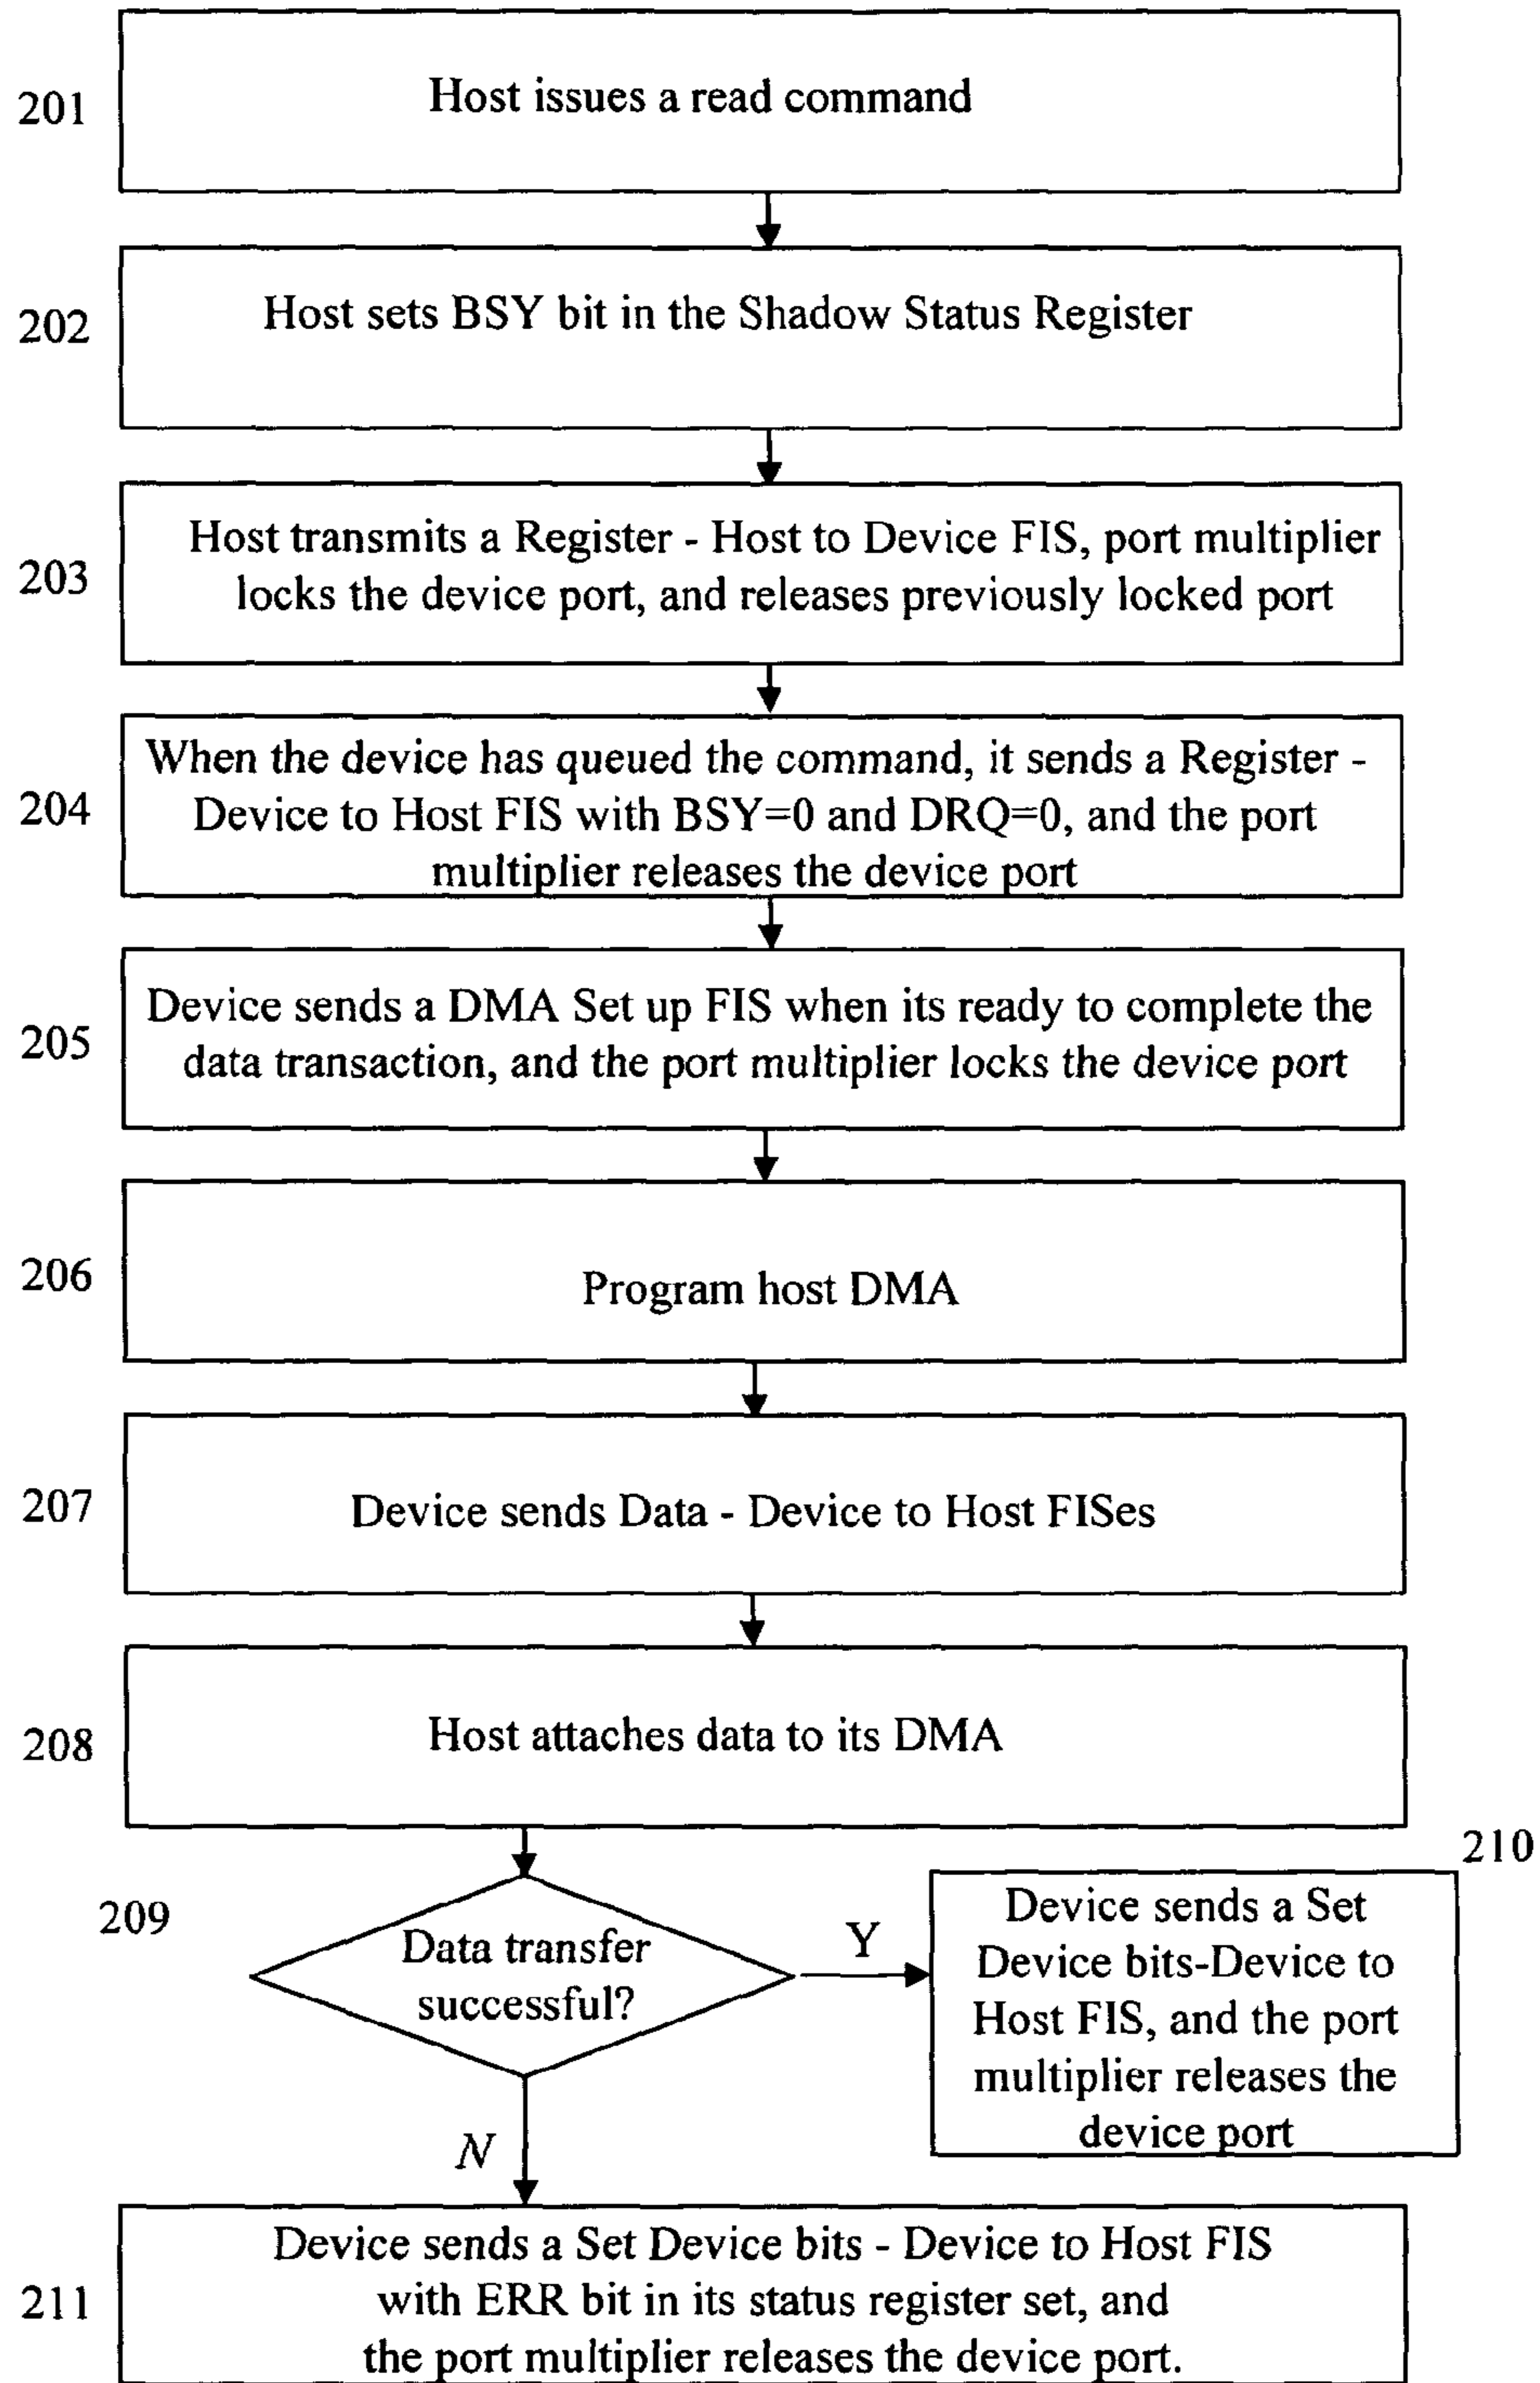 201
Host issues a read command
202
Host sets BSY bit in the Shadow Status Register
203
Host transmits a Register - Host to Device FIS, port multiplier
locks the device port, and releases previously locked port
204
When the device has queued the command, it sends a Register -
Device to Host FIS with BSY=0 and DRQ=0, and the port
multiplier releases the device port
205
Device sends a DMA Set up FIS when its ready to complete the
data transaction, and the port multiplier locks the device port
206
Program host DMA
207
Device sends Data - Device to Host FISes
208
Host attaches data to its DMA
209
Data transfer
successful?
Y
210
Device sends a Set
Device bits-Device to
Host FIS, and the port
multiplier releases the
device port
N
211
Device sends a Set Device bits - Device to Host FIS
with ERR bit in its status register set, and
the port multiplier releases the device port.